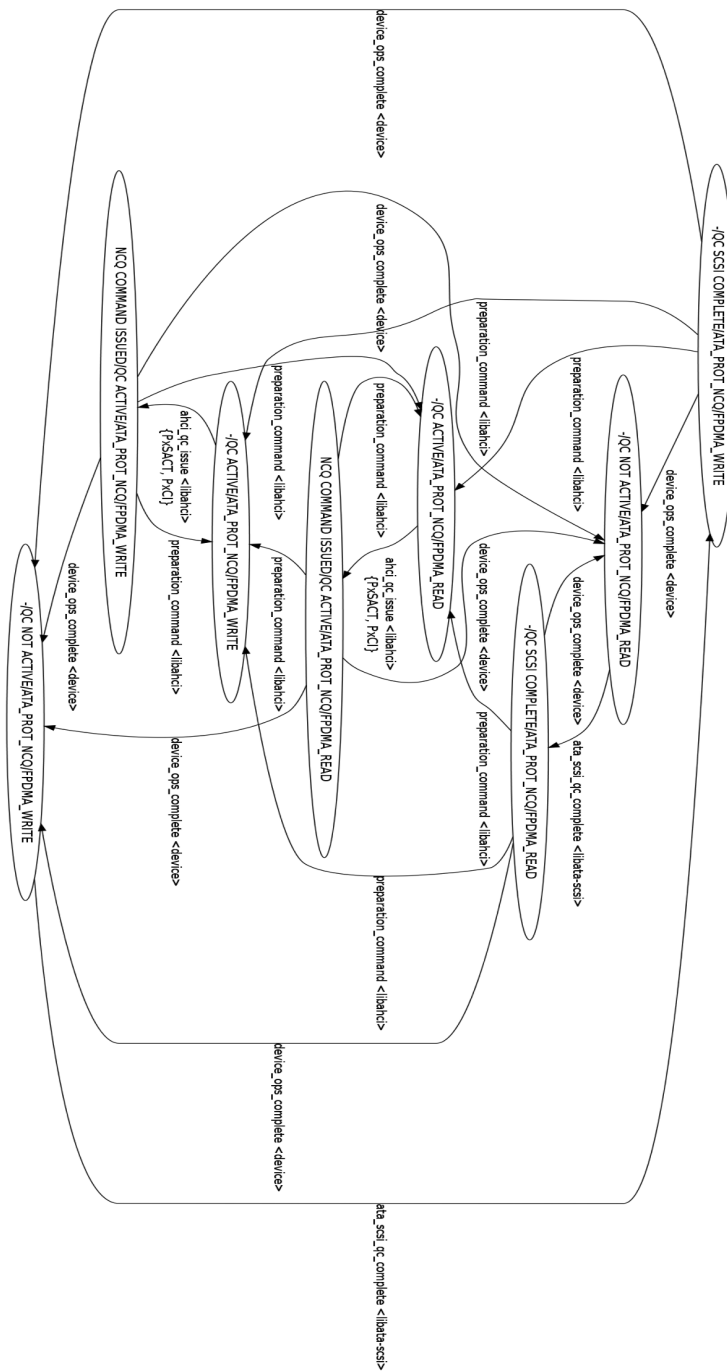 -/QC SCSI COMPLETE/ATA_PROT_NCQ/FPDMA_WRITE
device_ops_complete <device>
-/QC NOT ACTIVE/ATA_PROT_NCQ/FPDMA_READ
device_ops_complete <device>
ata_scsi_qc_complete <libata-scsi>
preparation_command <libahci>
-/QC SCSI COMPLETE/ATA_PROT_NCQ/FPDMA_READ
preparation_command <libahci>
device_ops_complete <device>
preparation_command <libahci>
-/QC ACTIVE/ATA_PROT_NCQ/FPDMA_READ
device_ops_complete <device>
device_ops_complete <device>
preparation_command <libahci>
ahci_qc_issue <libahci>
{PxSACT, PxCI}
preparation_command <libahci>
ata_scsi_qc_complete <libata-scsi>
NCQ COMMAND ISSUED/QC ACTIVE/ATA_PROT_NCQ/FPDMA_READ
preparation_command <libahci>
preparation_command <libahci>
device_ops_complete <device>
-/QC ACTIVE/ATA_PROT_NCQ/FPDMA_WRITE
ahci_qc_issue <libahci>
{PxSACT, PxCI}
preparation_command <libahci>
device_ops_complete <device>
NCQ COMMAND ISSUED/QC ACTIVE/ATA_PROT_NCQ/FPDMA_WRITE
device_ops_complete <device>
-/QC NOT ACTIVE/ATA_PROT_NCQ/FPDMA_WRITE